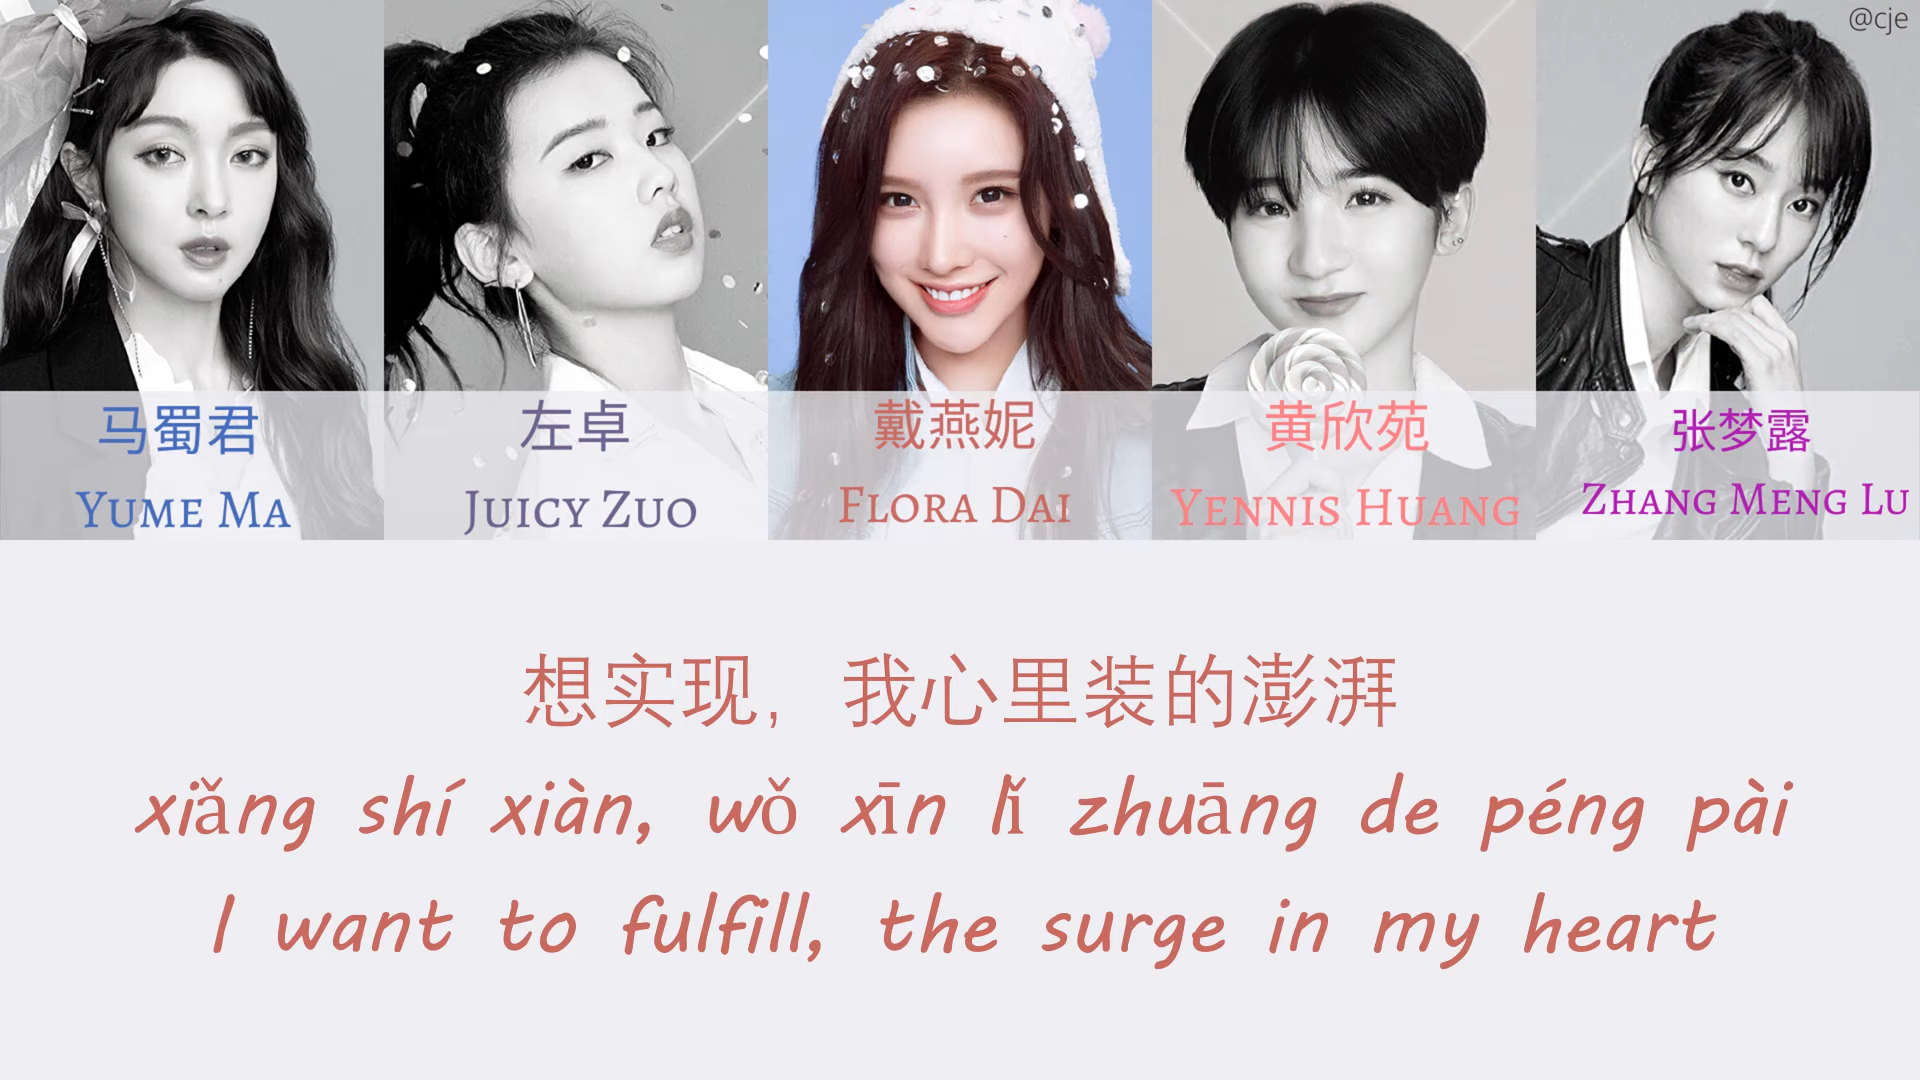 @cje
马蜀君
Yume Ma
左卓
Juicy Zuo
戴燕妮
Flora Dai
黄欣苑
Yennis Huang
张梦露
Zhang Meng Lu
想实现，我心里装的澎湃
xiǎng shí xiàn, wǒ xīn lǐ zhuāng de péng pài
I want to fulfill, the surge in my heart